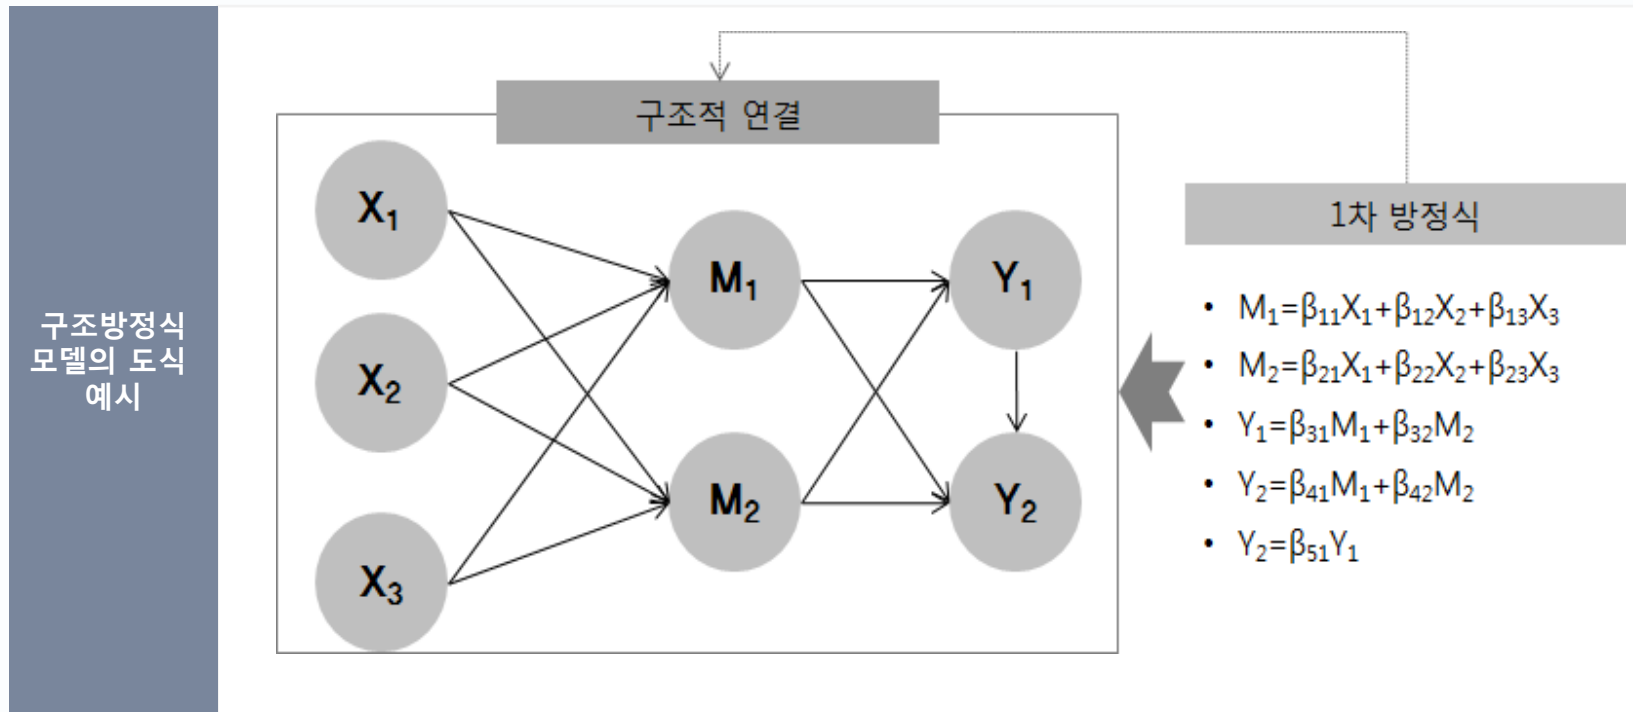 구조방정식
모델의 도식
예시
구조적 연결
X₁
X₂
X₃
M₁
M₂
Y₁
Y₂
1차 방정식
• M₁=β₁₁X₁+β₁₂X₂+β₁₃X₃
• M₂=β₂₁X₁+β₂₂X₂+β₂₃X₃
• Y₁=β₃₁M₁+β₃₂M₂
• Y₂=β₄₁M₁+β₄₂M₂
• Y₂=β₅₁Y₁